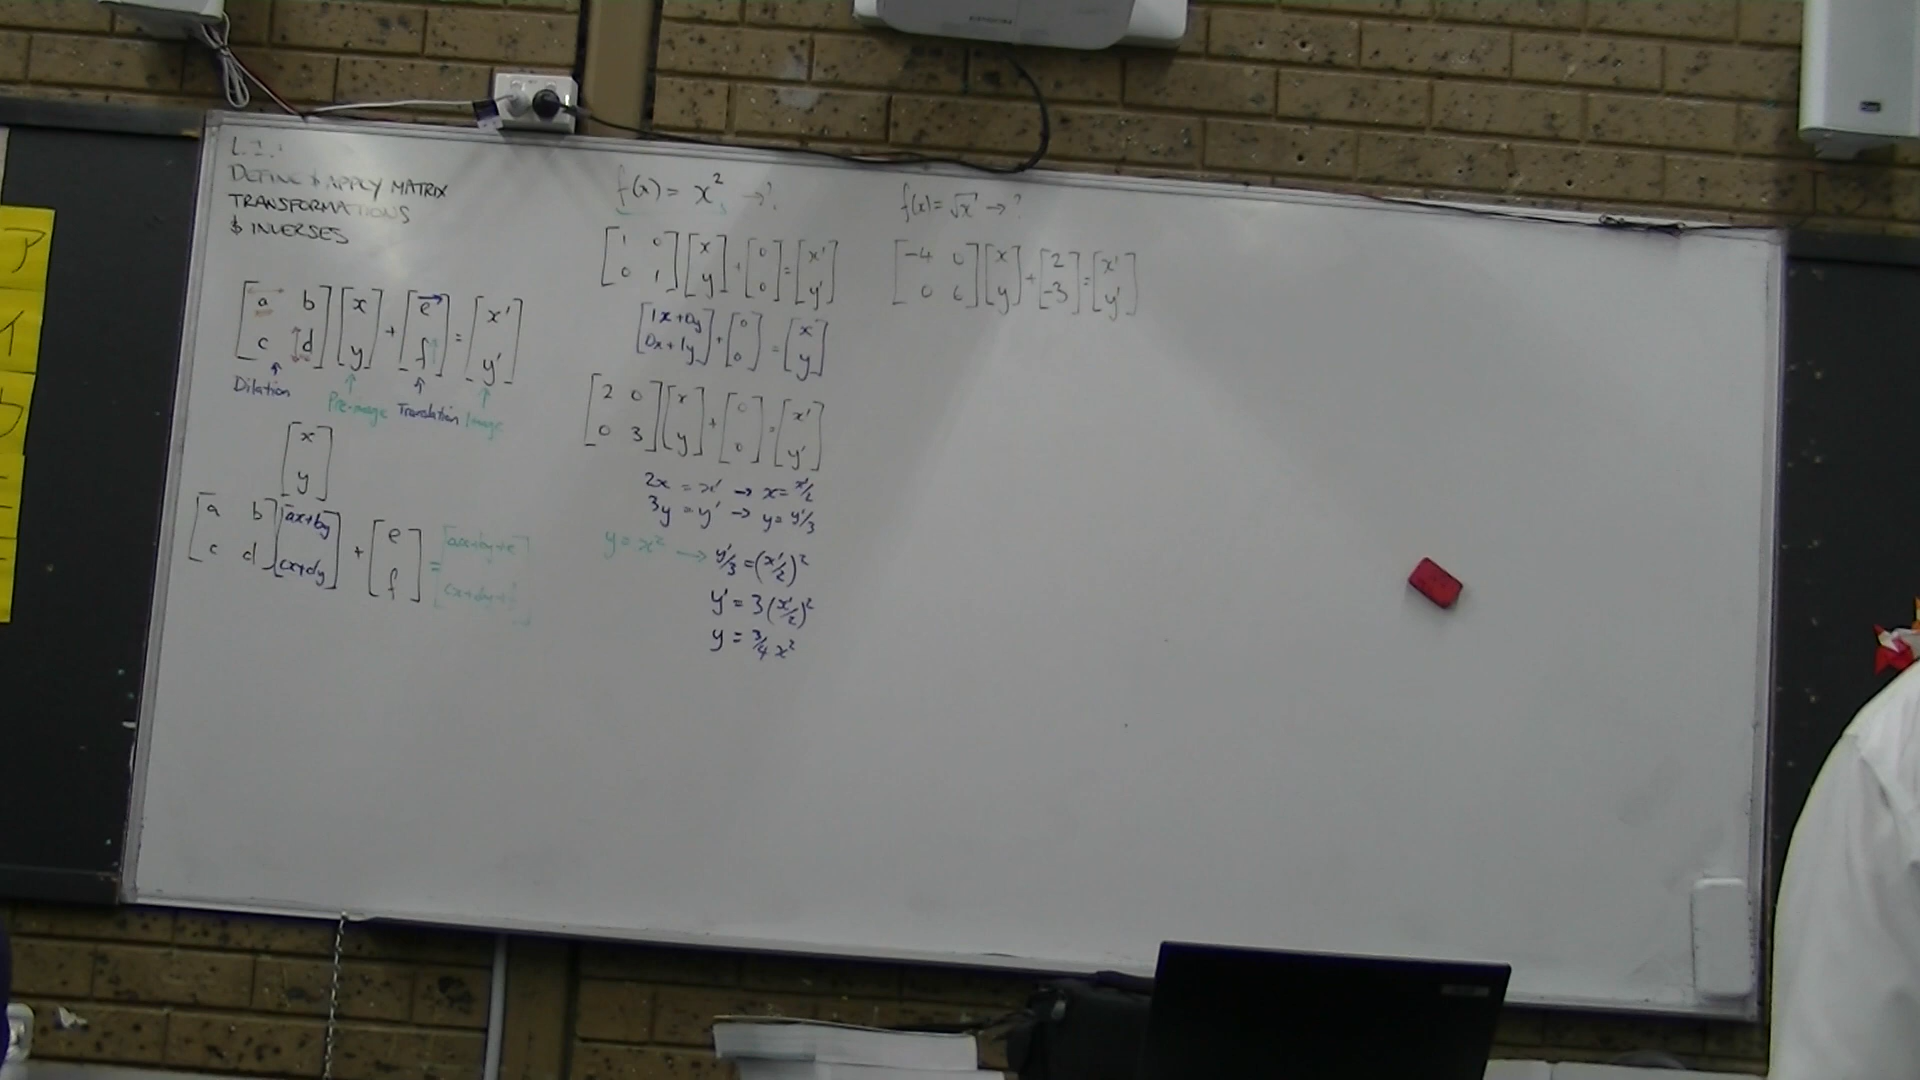 L.I.:
DEFINE & APPLY MATRIX
TRANSFORMATIONS
& INVERSES
[a b; c d] [x; y] + [e; f] = [x'; y']
Dilation
Pre-image
Translation
Image
[x; y]
[a b; c d] [ax+by; cx+dy] + [e; f] = [ax+by+e; cx+dy+f]
f(x) = x² → ?
[1 0; 0 1] [x; y] + [0; 0] = [x'; y']
[1x+0y; 0x+1y] + [0; 0] = [x; y]
[2 0; 0 3] [x; y] + [0; 0] = [x'; y']
2x = x' → x = x'/2
3y = y' → y = y'/3
y = x² → y'/3 = (x'/2)²
y' = 3(x'/2)²
y = 3/4 x²
f(x) = √x → ?
[-4 0; 0 6] [x; y] + [2; -3] = [x'; y']
EPSON